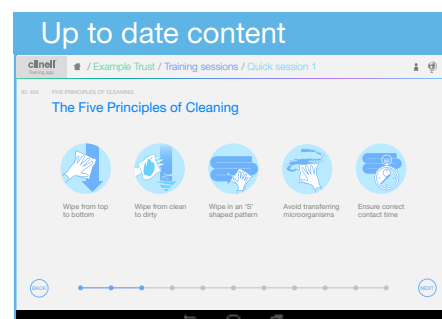 Up to date content
clinell
Training app
/ Example Trust / Training sessions / Quick session 1
ID: 404 FIVE PRINCIPLES OF CLEANING
The Five Principles of Cleaning
Wipe from top
to bottom
Wipe from clean
to dirty
Wipe in an 'S'
shaped pattern
Avoid transferring
microorganisms
Ensure correct
contact time
BACK
NEXT